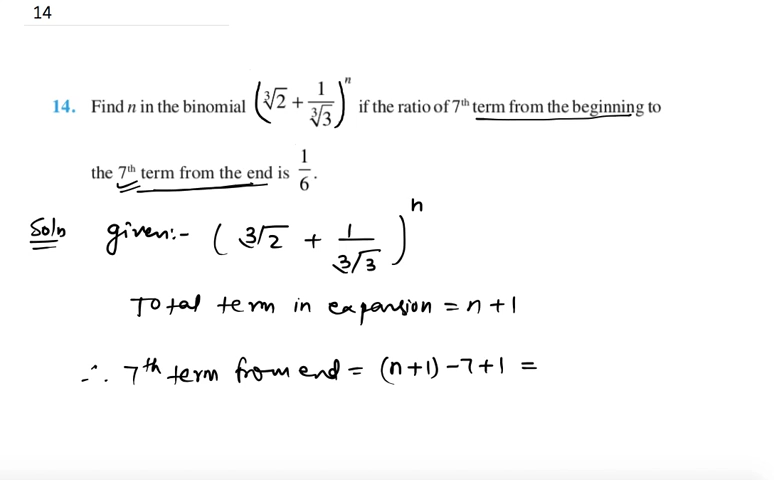 14
14. Find n in the binomial (∛2 + 1/∛3)ⁿ if the ratio of 7th term from the beginning to
the 7th term from the end is 1/6.
Soln given:- (3√2 + 1/3√3)ⁿ
Total term in expansion = n+1
∴ 7th term from end = (n+1)-7+1 =